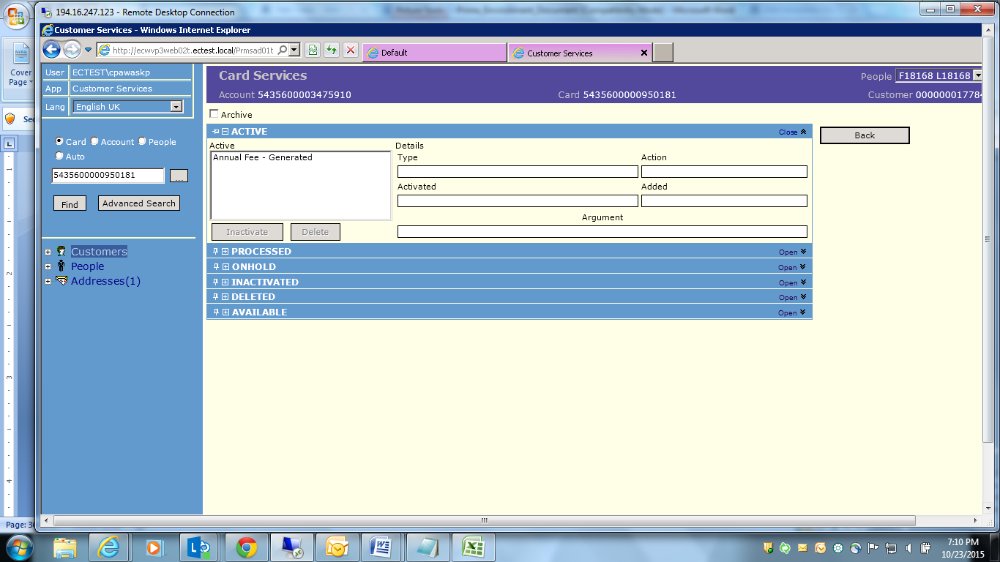 194.16.247.123 - Remote Desktop Connection
Customer Services - Windows Internet Explorer
http://ecwvp3web02t.ectest.local/Prmsad01t
Default
Customer Services
Cover
Page
Sec
User ECTEST\cpawaskp
App Customer Services
Lang English UK
Card Account People
Auto
5435600000950181
...
Find Advanced Search
Customers
People
Addresses(1)
Card Services
People F18168 L18168
Account 5435600003475910 Card 5435600000950181 Customer 00000001778
Archive
ACTIVE Close
Back
Active Details
Annual Fee - Generated
Type Action
Activated Added
Argument
Inactivate Delete
PROCESSED Open
ONHOLD Open
INACTIVATED Open
DELETED Open
AVAILABLE Open
L
1
2
3
4
Page:
7:10 PM
10/23/2015